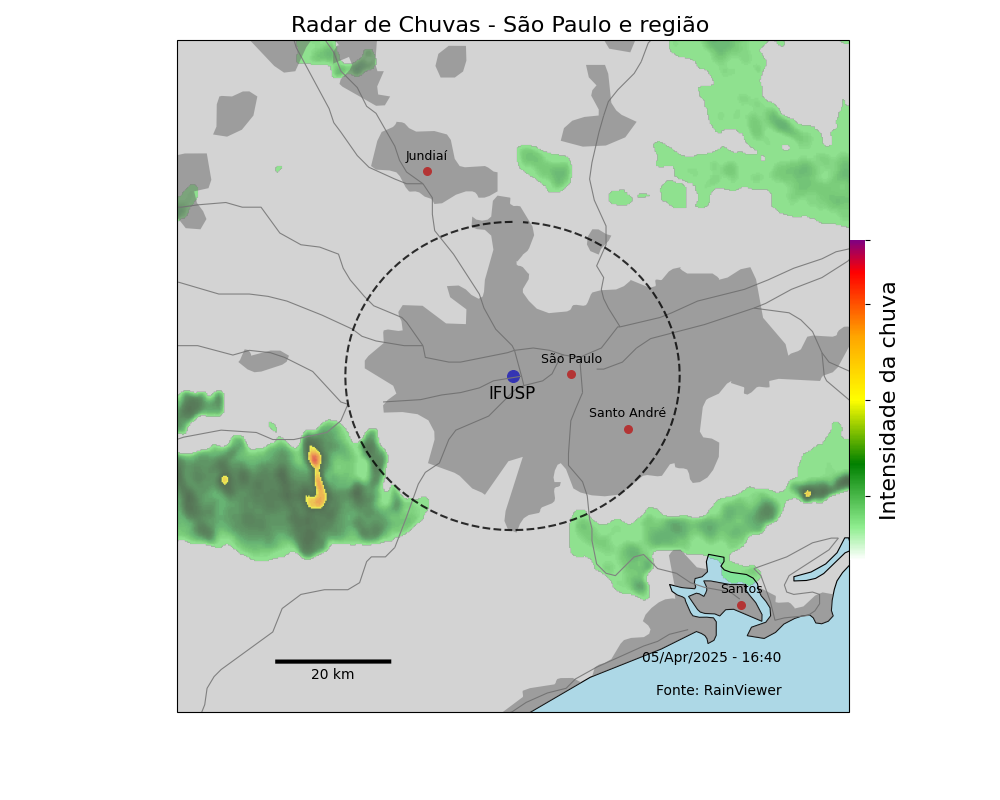 Radar de Chuvas - São Paulo e região
Jundiaí
São Paulo
IFUSP
Santo André
Intensidade da chuva
Santos
05/Apr/2025 - 16:40
20 km
Fonte: RainViewer